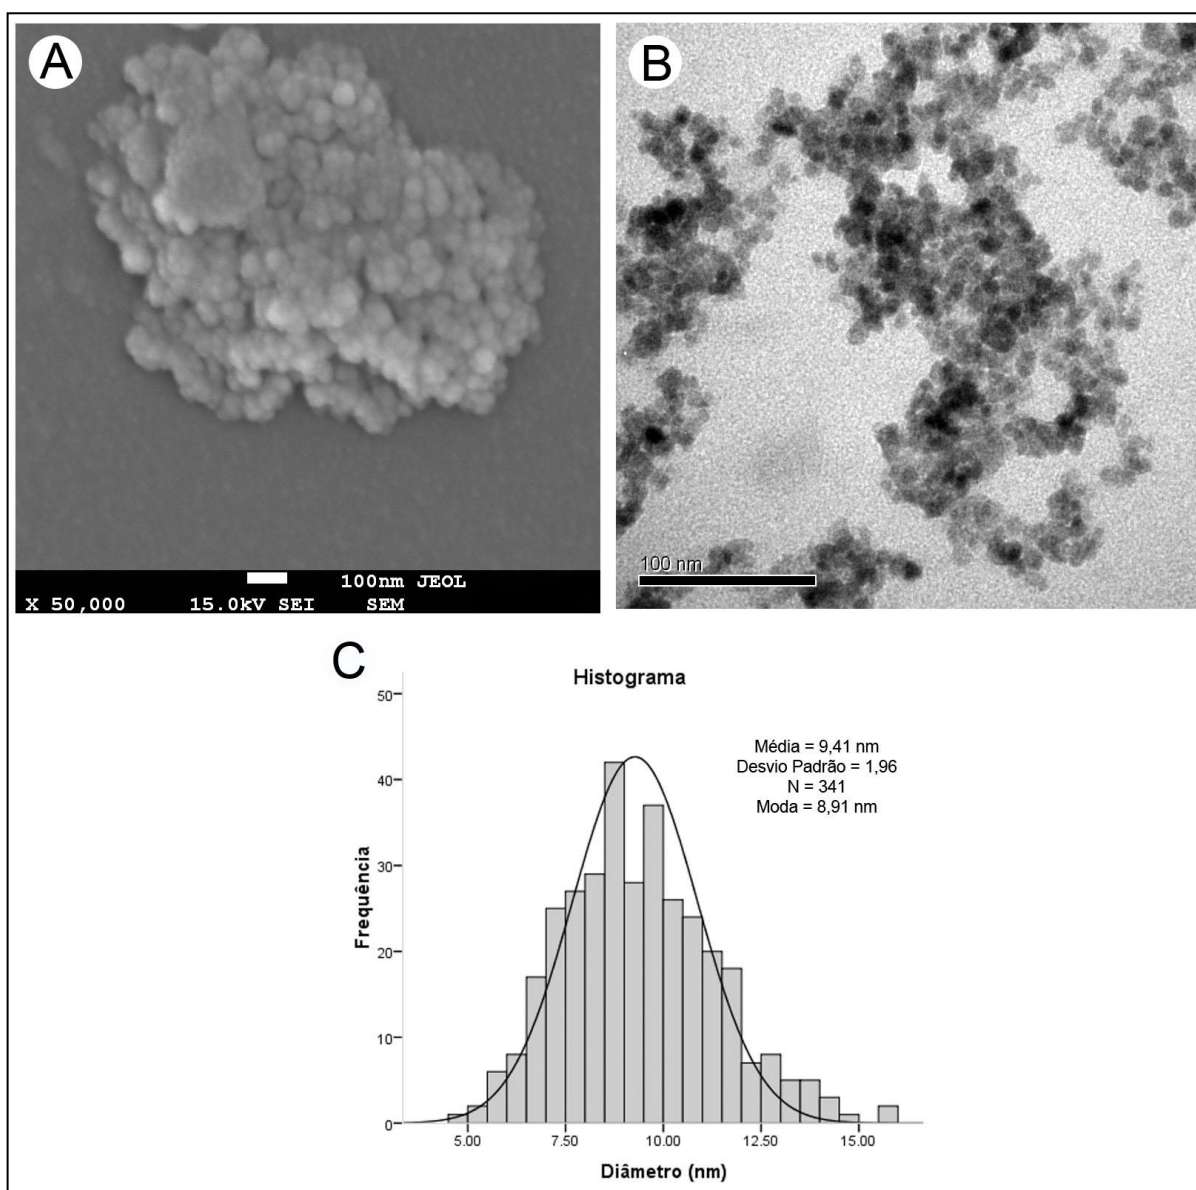 A
B
100nm JEOL
X 50,000 15.0kV SEI SEM
100 nm
C
Histograma
Média = 9,41 nm
Desvio Padrão = 1,96
N = 341
Moda = 8,91 nm
50
40
30
20
10
0
Frequência
5.00 7.50 10.00 12.50 15.00
Diâmetro (nm)